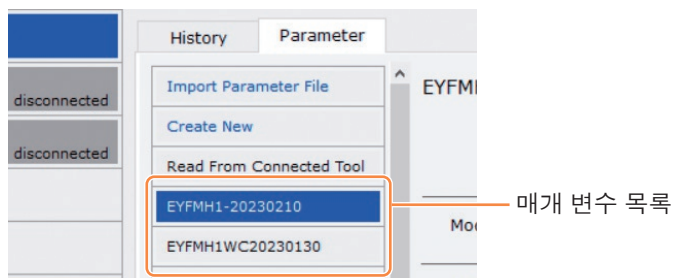 History
Parameter
Import Parameter File
EYFMH
disconnected
Create New
disconnected
Read From Connected Tool
EYFMH1-20230210
매개 변수 목록
EYFMH1WC20230130